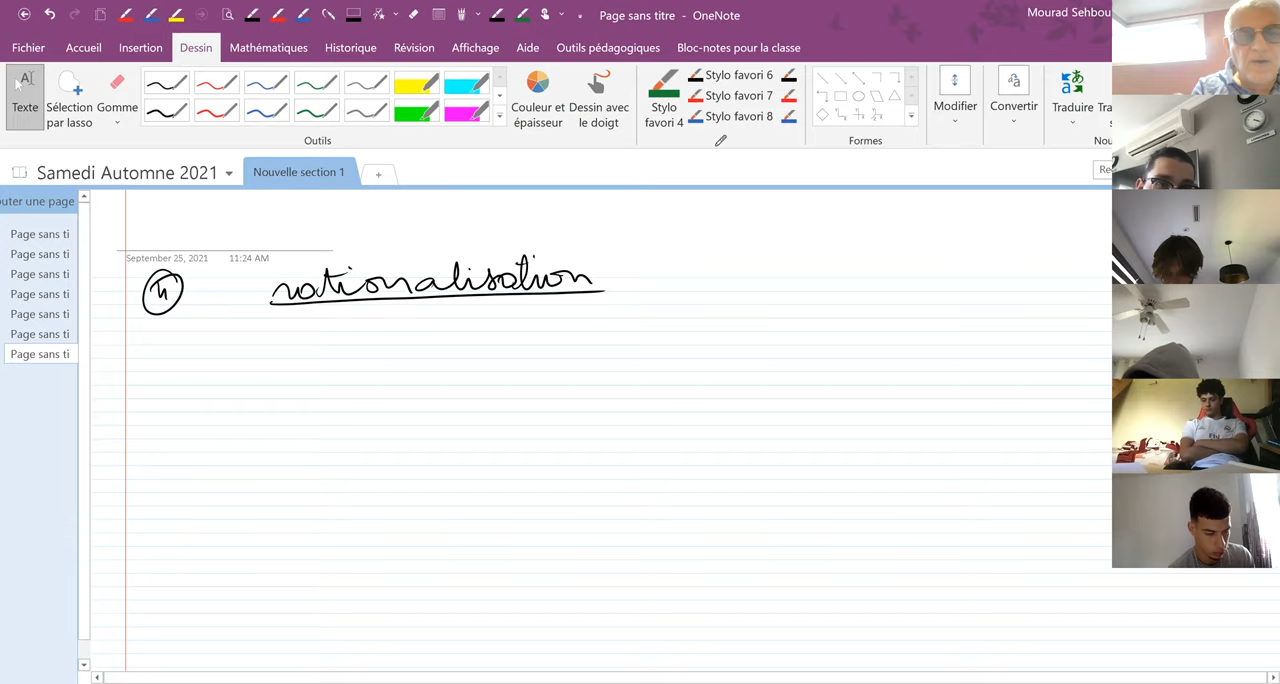 Page sans titre - OneNote
Mourad Sehbou
Fichier Accueil Insertion Dessin Mathématiques Historique Révision Affichage Aide Outils pédagogiques Bloc-notes pour la classe
Texte
Sélection par lasso
Gomme
Couleur et épaisseur
Dessin avec le doigt
Stylo favori 4
Stylo favori 6
Stylo favori 7
Stylo favori 8
Modifier
Convertir
Traduire
Outils
Formes
Nou
Samedi Automne 2021
Nouvelle section 1
Re
outer une page
Page sans ti
Page sans ti
Page sans ti
Page sans ti
Page sans ti
Page sans ti
Page sans ti
September 25, 2021 11:24 AM
rationalisation